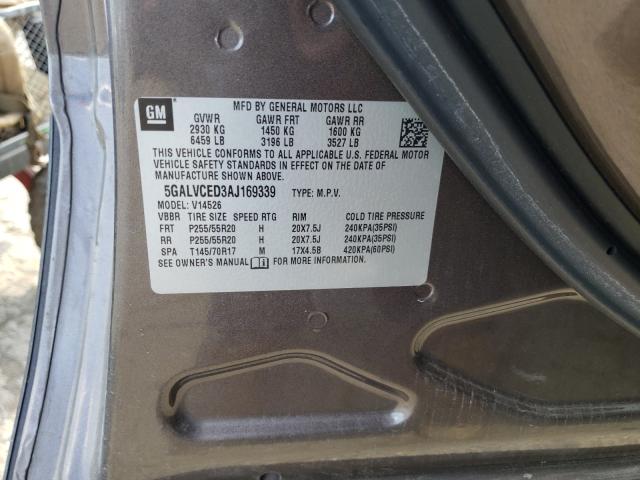 GM
MFD BY GENERAL MOTORS LLC
GVWR GAWR FRT GAWR RR
2930 KG 1450 KG 1600 KG
6459 LB 3196 LB 3527 LB
THIS VEHICLE CONFORMS TO ALL APPLICABLE U.S. FEDERAL MOTOR
VEHICLE SAFETY STANDARDS IN EFFECT ON THE DATE OF
MANUFACTURE SHOWN ABOVE.
5GALVCED3AJ169339 TYPE: M.P.V.
MODEL: V14526
VBBR TIRE SIZE SPEED RTG RIM COLD TIRE PRESSURE
FRT P255/55R20 H 20X7.5J 240KPA(35PSI)
RR P255/55R20 H 20X7.5J 240KPA(35PSI)
SPA T145/70R17 M 17X4.5B 420KPA(60PSI)
SEE OWNER'S MANUAL FOR MORE INFORMATION.